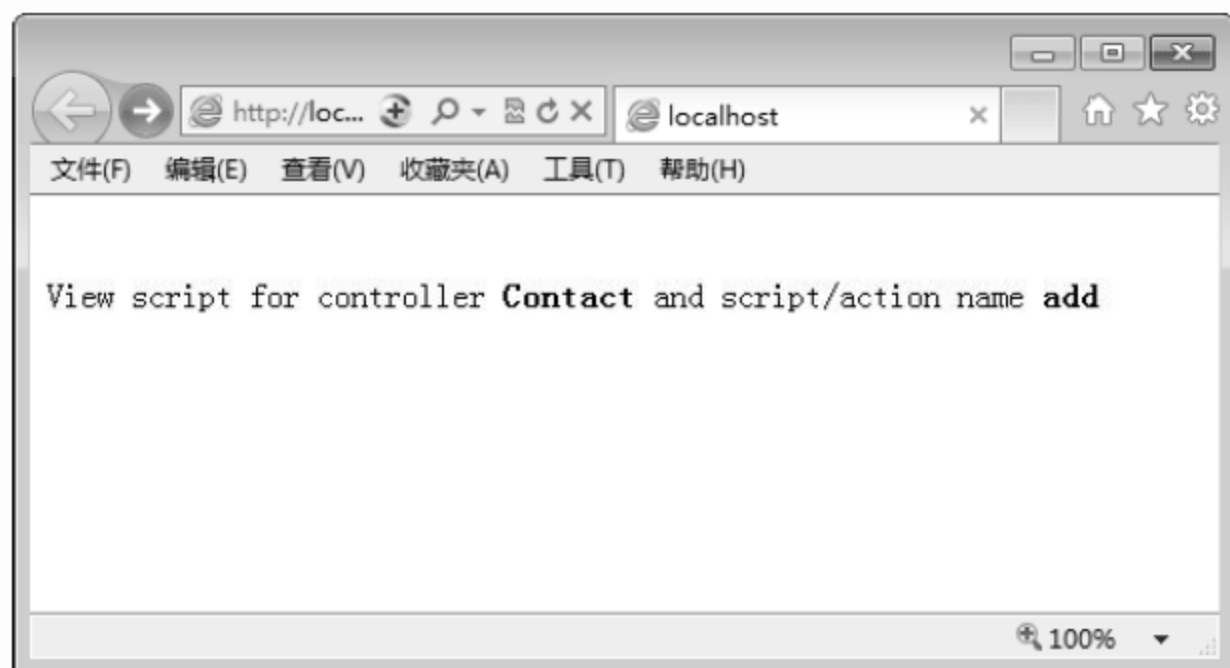 http://loc...
localhost
文件(F) 编辑(E) 查看(V) 收藏夹(A) 工具(T) 帮助(H)
View script for controller Contact and script/action name add
100%